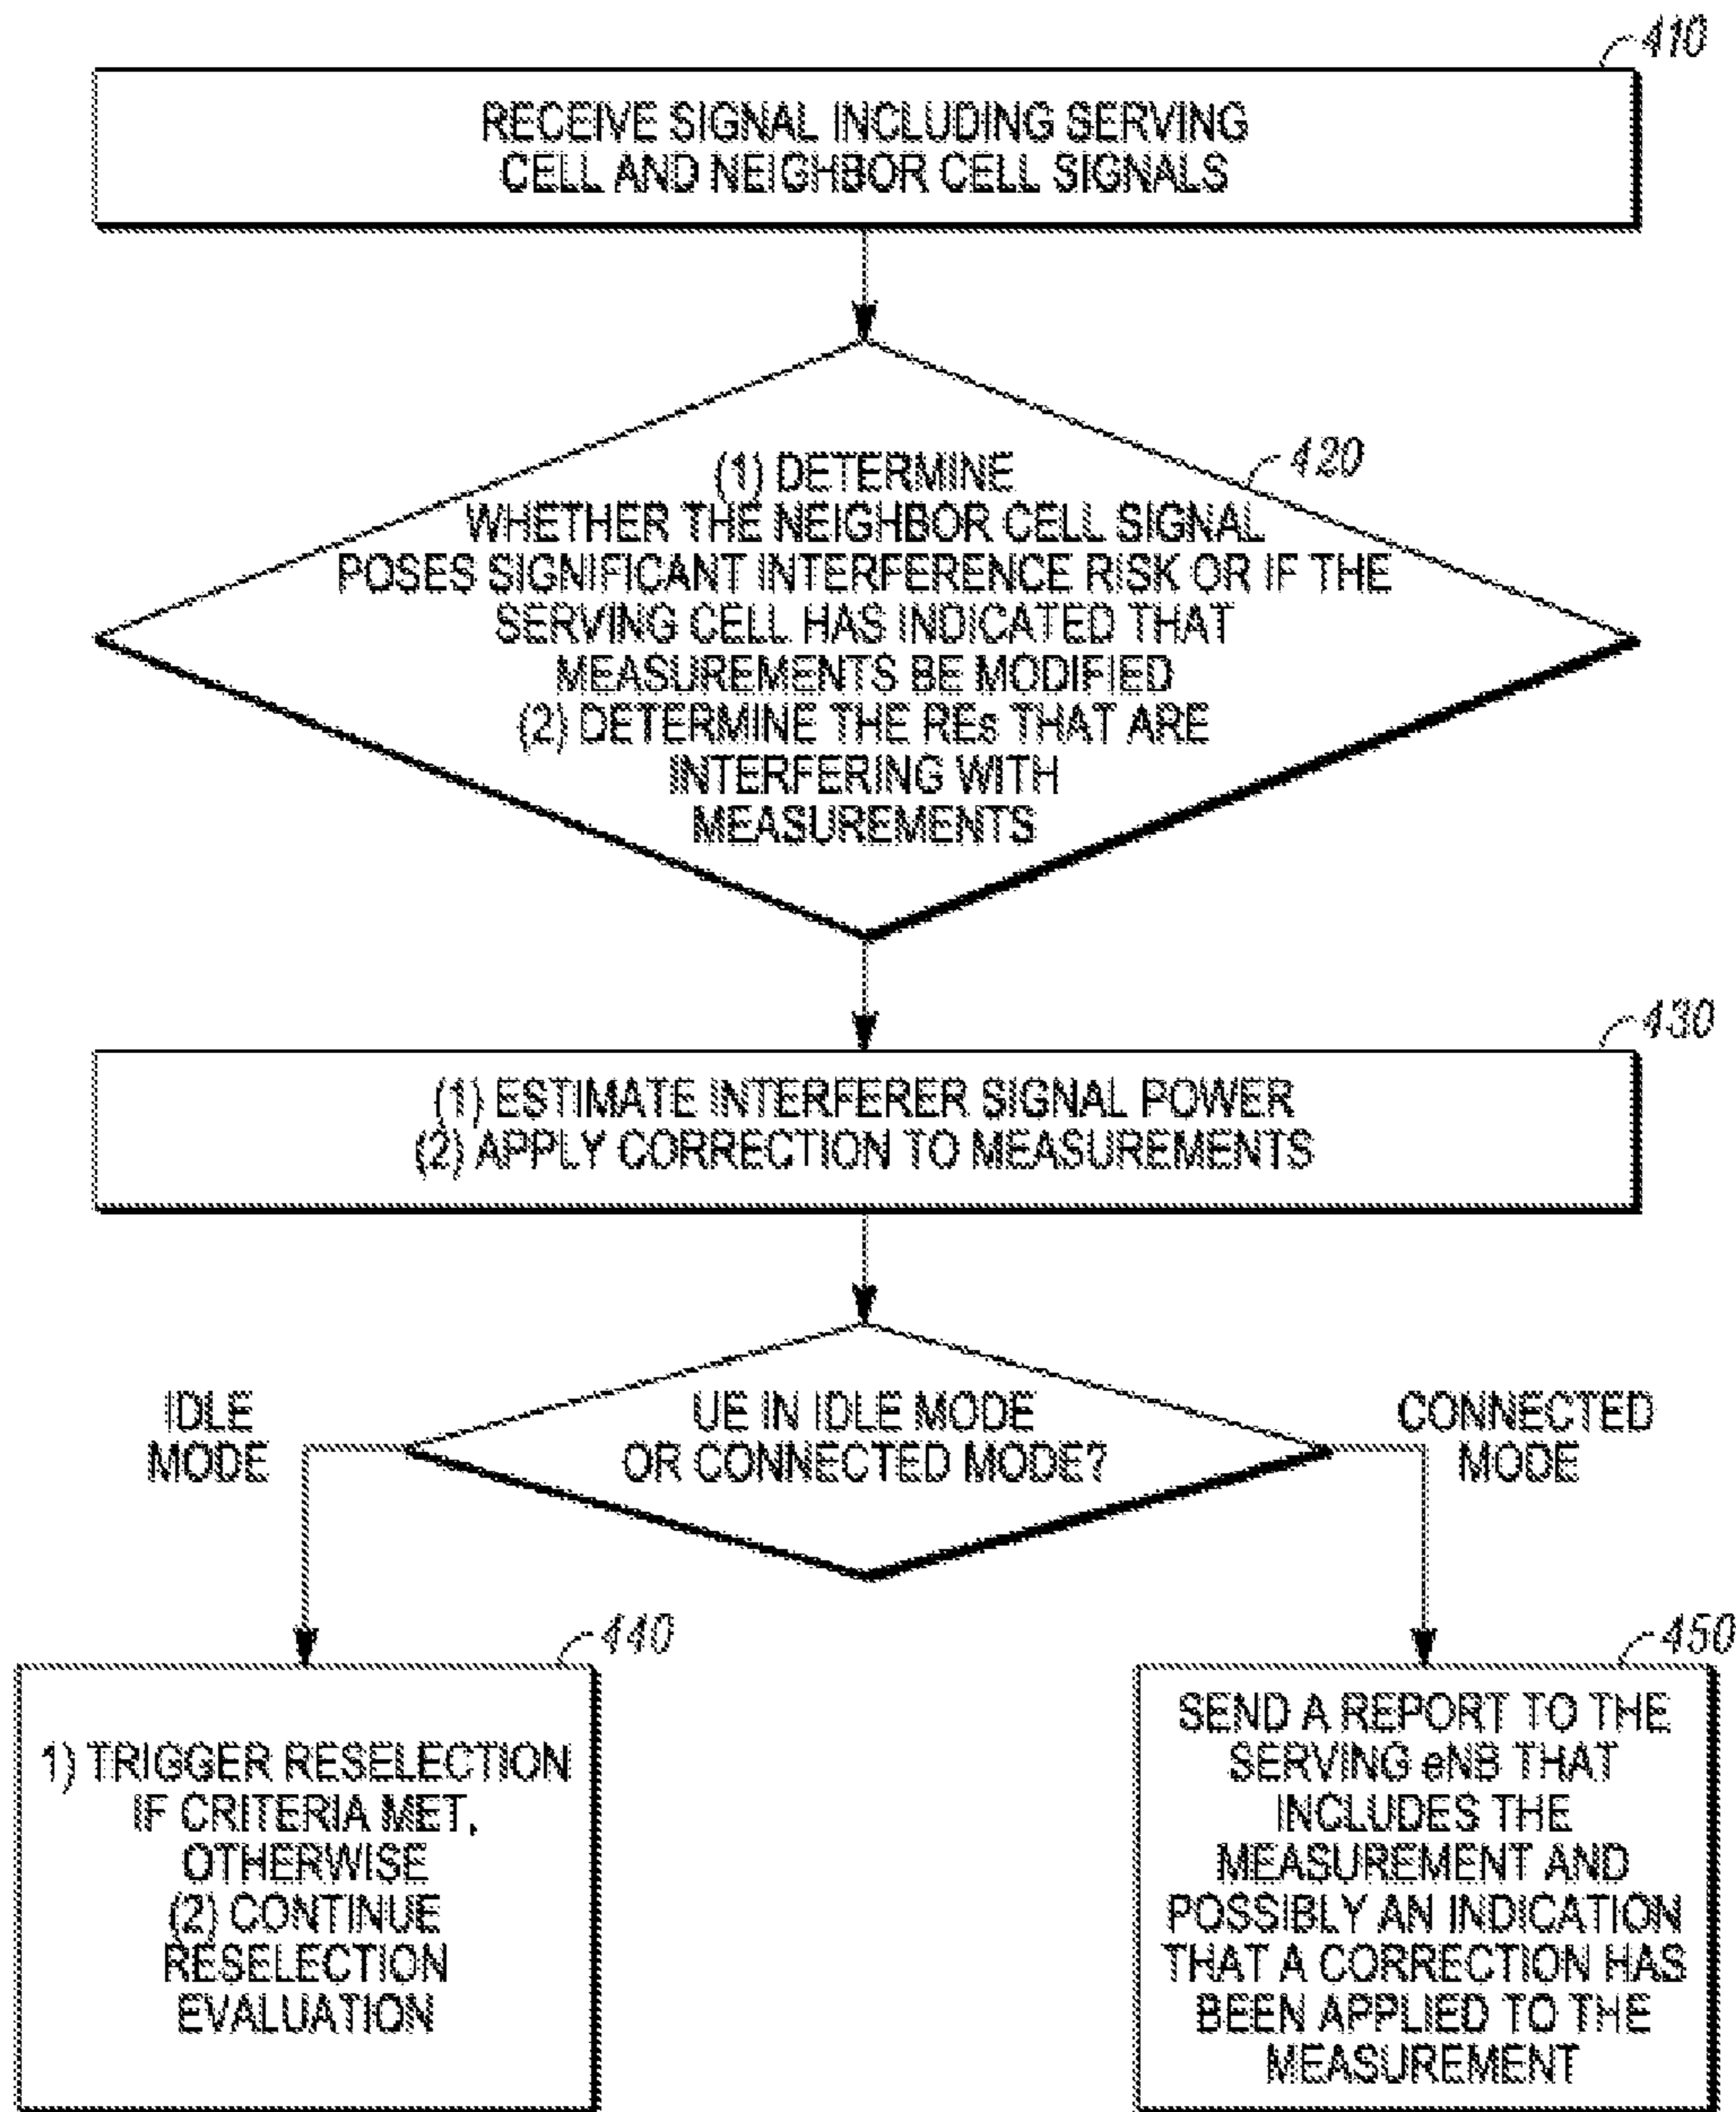 410
RECEIVE SIGNAL INCLUDING SERVING
CELL AND NEIGHBOR CELL SIGNALS
420
(1) DETERMINE
WHETHER THE NEIGHBOR CELL SIGNAL
POSES SIGNIFICANT INTERFERENCE RISK OR IF THE
SERVING CELL HAS INDICATED THAT
MEASUREMENTS BE MODIFIED
(2) DETERMINE THE REs THAT ARE
INTERFERING WITH
MEASUREMENTS
430
(1) ESTIMATE INTERFERER SIGNAL POWER
(2) APPLY CORRECTION TO MEASUREMENTS
IDLE
MODE
UE IN IDLE MODE
OR CONNECTED MODE?
CONNECTED
MODE
440
1) TRIGGER RESELECTION
IF CRITERIA MET,
OTHERWISE
(2) CONTINUE
RESELECTION
EVALUATION
450
SEND A REPORT TO THE
SERVING eNB THAT
INCLUDES THE
MEASUREMENT AND
POSSIBLY AN INDICATION
THAT A CORRECTION HAS
BEEN APPLIED TO THE
MEASUREMENT